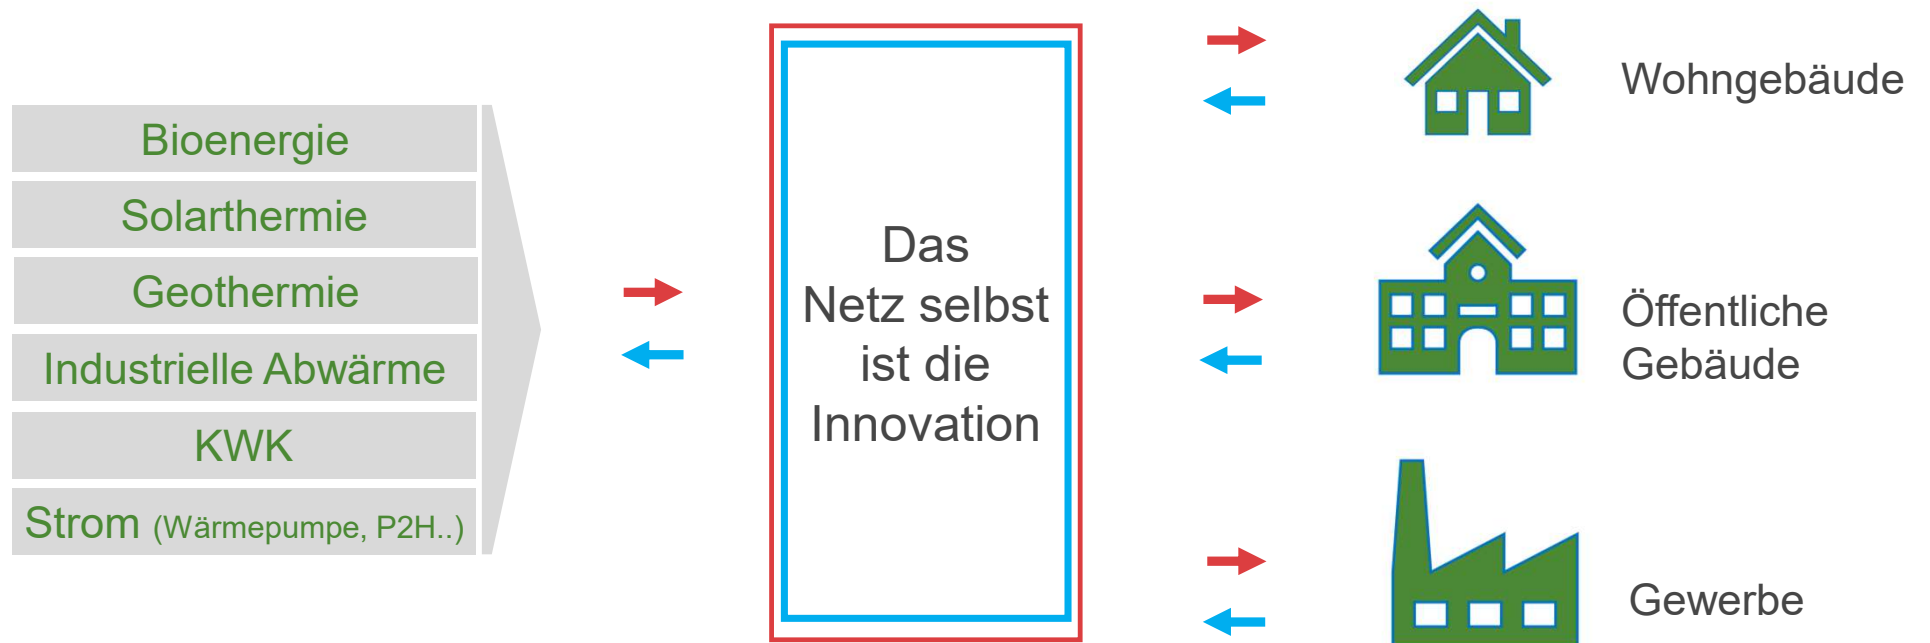 Bioenergie
Solarthermie
Geothermie
Industrielle Abwärme
KWK
Strom (Wärmepumpe, P2H..)
Das
Netz selbst
ist die
Innovation
Wohngebäude
Öffentliche
Gebäude
Gewerbe